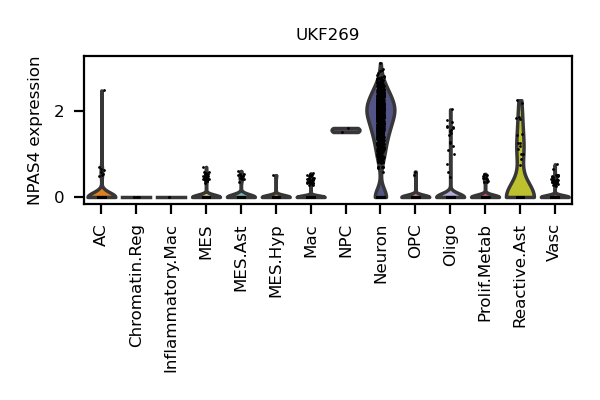 UKF269
NPAS4 expression
2
0
AC
Chromatin.Reg
Inflammatory.Mac
MES
MES.Ast
MES.Hyp
Mac
NPC
Neuron
OPC
Oligo
Prolif.Metab
Reactive.Ast
Vasc